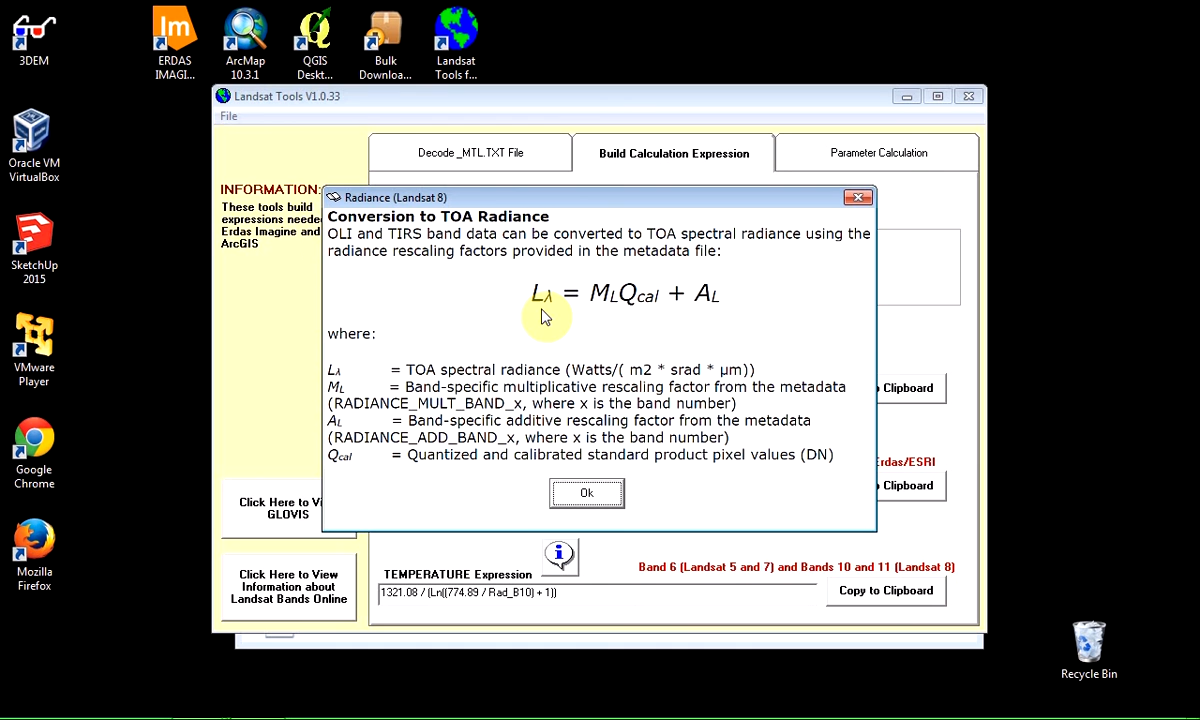 3DEM
ERDAS
IMAGI...
ArcMap
10.3.1
QGIS
Deskt...
Bulk
Downloa...
Landsat
Tools f...
Oracle VM
VirtualBox
SketchUp
2015
VMware
Player
Google
Chrome
Mozilla
Firefox
Recycle Bin
Landsat Tools V1.0.33
File
Decode _MTL.TXT File
Build Calculation Expression
Parameter Calculation
INFORMATION:
These tools build
expressions neede
Erdas Imagine and
ArcGIS
Radiance (Landsat 8)
Conversion to TOA Radiance
OLI and TIRS band data can be converted to TOA spectral radiance using the
radiance rescaling factors provided in the metadata file:
Lλ = MLQcal + AL
where:
Lλ = TOA spectral radiance (Watts/( m2 * srad * μm))
ML = Band-specific multiplicative rescaling factor from the metadata
(RADIANCE_MULT_BAND_x, where x is the band number)
AL = Band-specific additive rescaling factor from the metadata
(RADIANCE_ADD_BAND_x, where x is the band number)
Qcal = Quantized and calibrated standard product pixel values (DN)
Ok
o Clipboard
Erdas/ESRI
o Clipboard
Click Here to Vi
GLOVIS
Click Here to View
Information about
Landsat Bands Online
TEMPERATURE Expression
Band 6 (Landsat 5 and 7) and Bands 10 and 11 (Landsat 8)
1321.08 / (Ln((774.89 / Rad_B10) + 1))
Copy to Clipboard